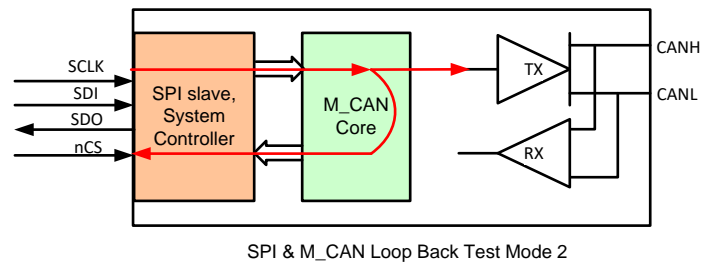 SCLK
SDI
SDO
nCS
SPI slave,
System
Controller
M_CAN
Core
TX
RX
CANH
CANL
SPI & M_CAN Loop Back Test Mode 2